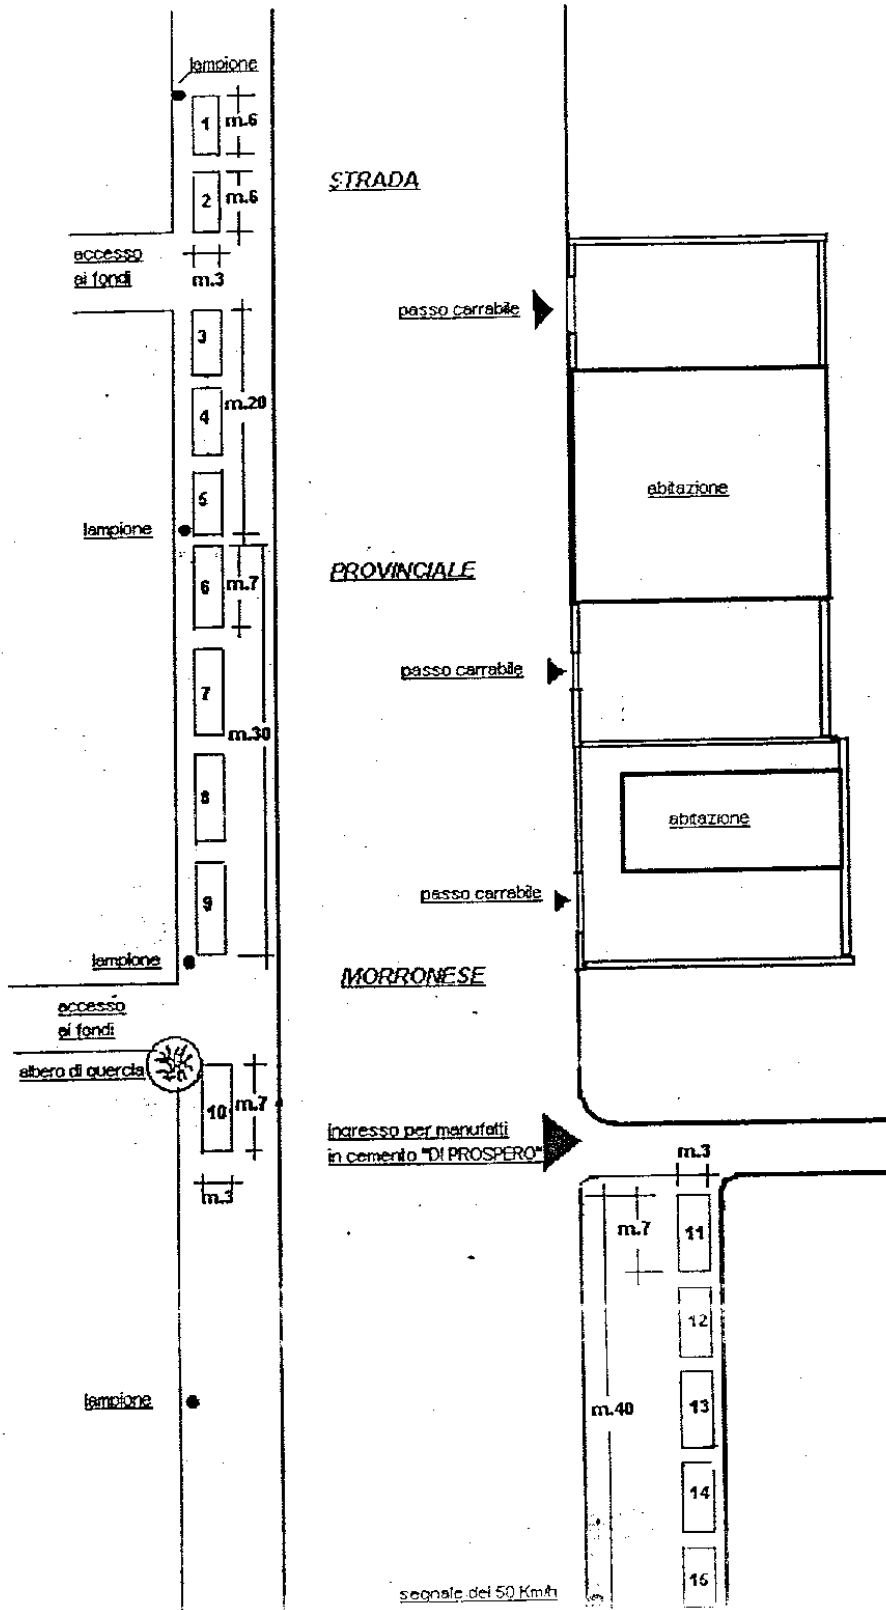 lampione
1
m.6
STRADA
2
m.6
accesso
ai fondi
m.3
passo carrabile
3
4
m.20
abitazione
5
lampione
PROVINCIALE
6
m.7
passo carrabile
7
m.30
8
abitazione
passo carrabile
9
lampione
MORRONESE
accesso
ai fondi
albero di quercia
10
m.7
ingresso per manufatti
in cemento "DI PROSPERO"
m.3
m.3
m.7
11
12
lampione
m.40
13
14
15
segnale dei 50 Km/h